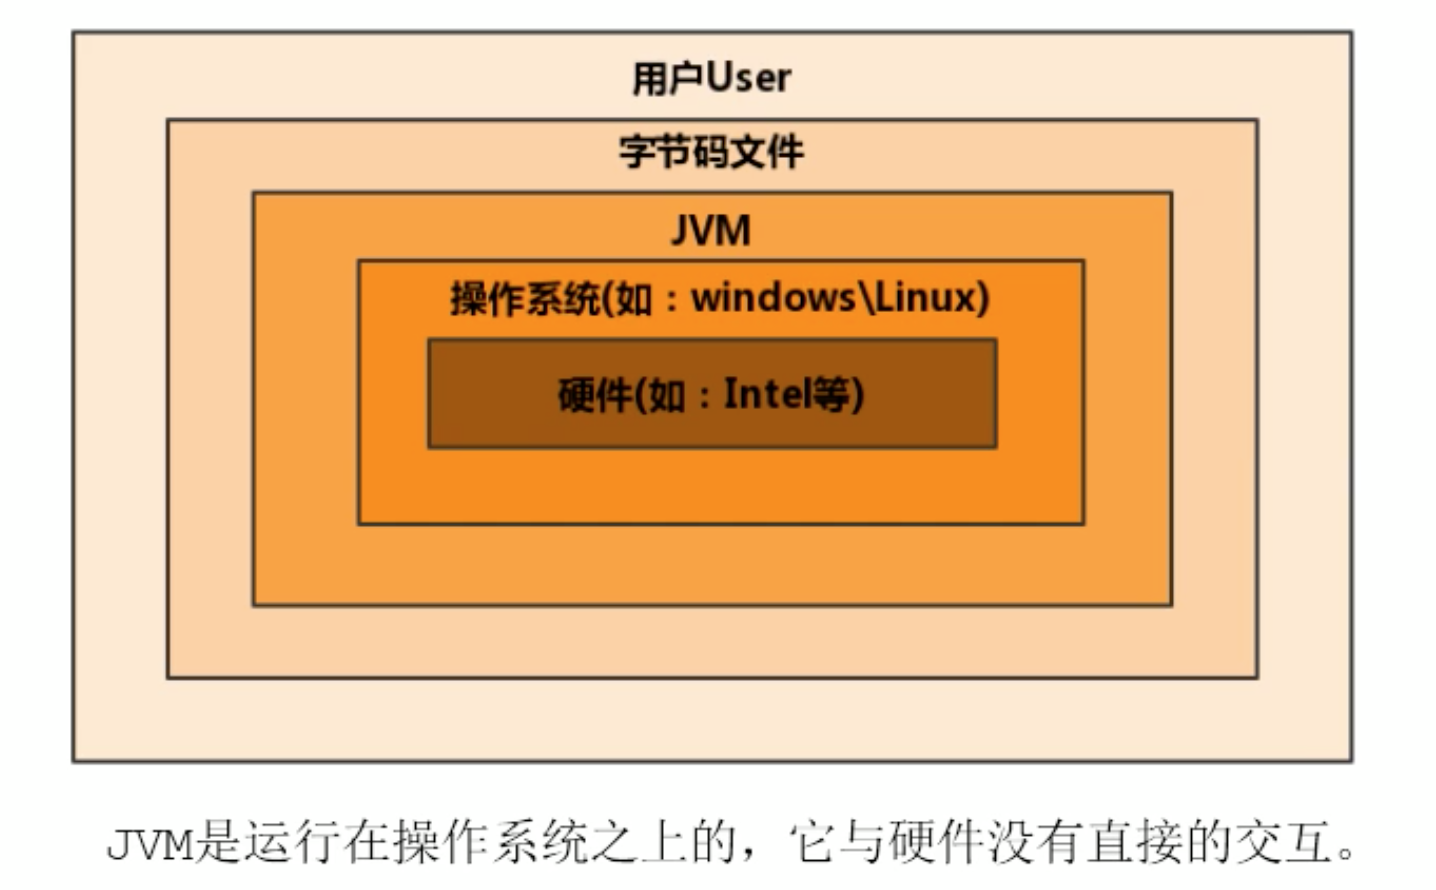 用户User
字节码文件
JVM
操作系统(如：windows\Linux)
硬件(如：Intel等)
JVM是运行在操作系统之上的，它与硬件没有直接的交互。